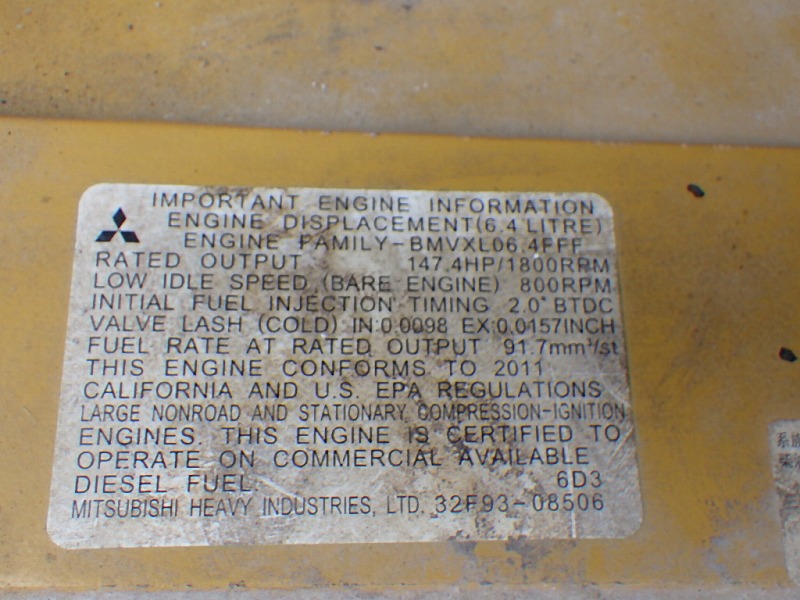 IMPORTANT ENGINE INFORMATION
ENGINE DISPLACEMENT(6.4 LITRE)
ENGINE FAMILY-BMVXL06.4FFF
RATED OUTPUT 147.4HP/1800RPM
LOW IDLE SPEED (BARE ENGINE) 800RPM
INITIAL FUEL INJECTION TIMING 2.0° BTDC
VALVE LASH (COLD) IN:0.0098 EX:0.0157INCH
FUEL RATE AT RATED OUTPUT 91.7mm³/st
THIS ENGINE CONFORMS TO 2011
CALIFORNIA AND U.S. EPA REGULATIONS
LARGE NONROAD AND STATIONARY COMPRESSION-IGNITION
ENGINES. THIS ENGINE IS CERTIFIED TO
OPERATE ON COMMERCIAL AVAILABLE
DIESEL FUEL. 6D3
MITSUBISHI HEAVY INDUSTRIES, LTD. 32F93-08506